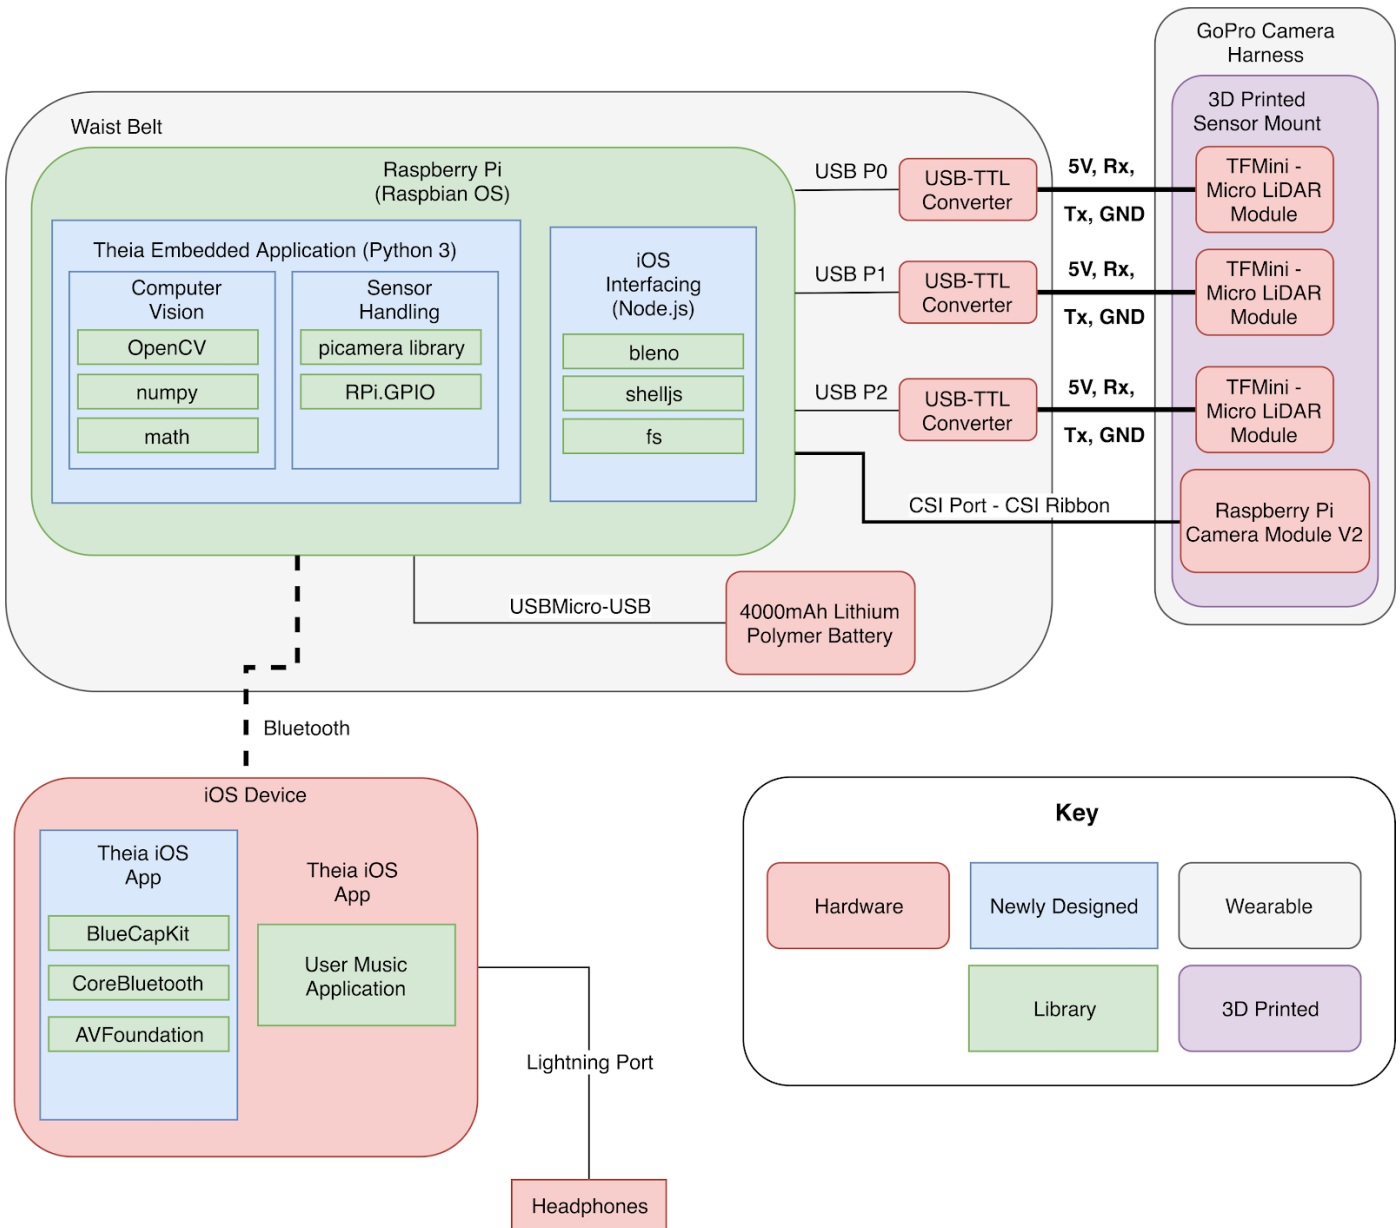 GoPro Camera
Harness
3D Printed
Sensor Mount
Waist Belt
Raspberry Pi
(Raspbian OS)
Theia Embedded Application (Python 3)
Computer
Vision
OpenCV
numpy
math
Sensor
Handling
picamera library
RPi.GPIO
iOS
Interfacing
(Node.js)
bleno
shelljs
fs
USB P0
USB-TTL
Converter
5V, Rx,
Tx, GND
TFMini -
Micro LiDAR
Module
USB P1
USB-TTL
Converter
5V, Rx,
Tx, GND
TFMini -
Micro LiDAR
Module
USB P2
USB-TTL
Converter
5V, Rx,
Tx, GND
TFMini -
Micro LiDAR
Module
CSI Port - CSI Ribbon
Raspberry Pi
Camera Module V2
USBMicro-USB
4000mAh Lithium
Polymer Battery
Bluetooth
iOS Device
Theia iOS
App
BlueCapKit
CoreBluetooth
AVFoundation
Theia iOS
App
User Music
Application
Lightning Port
Headphones
Key
Hardware
Newly Designed
Wearable
Library
3D Printed